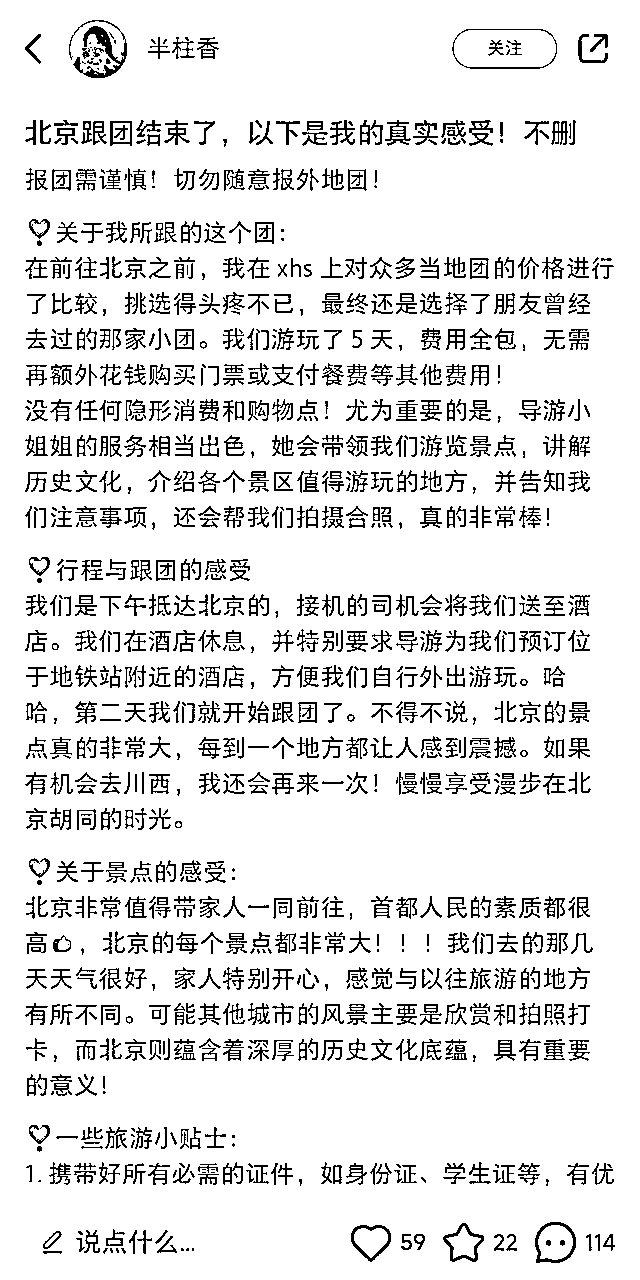 半柱香
关注
北京跟团结束了，以下是我的真实感受！不删
报团需谨慎！切勿随意报外地团！
关于我所跟的这个团：
在前往北京之前，我在 xhs 上对众多当地团的价格进行
了比较，挑选得头疼不已，最终还是选择了朋友曾经
去过的那家小团。我们游玩了 5 天，费用全包，无需
再额外花钱购买门票或支付餐费等其他费用！
没有任何隐形消费和购物点！尤为重要的是，导游小
姐姐的服务相当出色，她会带领我们游览景点，讲解
历史文化，介绍各个景区值得游玩的地方，并告知我
们注意事项，还会帮我们拍摄合照，真的非常棒！
行程与跟团的感受
我们是下午抵达北京的，接机的司机会将我们送至酒
店。我们在酒店休息，并特别要求导游为我们预订位
于地铁站附近的酒店，方便我们自行外出游玩。哈
哈，第二天我们就开始跟团了。不得不说，北京的景
点真的非常大，每到一个地方都让人感到震撼。如果
有机会去川西，我还会再来一次！慢慢享受漫步在北
京胡同的时光。
关于景点的感受：
北京非常值得带家人一同前往，首都人民的素质都很
高👍，北京的每个景点都非常大！！！我们去的那几
天天气很好，家人特别开心，感觉与以往旅游的地方
有所不同。可能其他城市的风景主要是欣赏和拍照打
卡，而北京则蕴含着深厚的历史文化底蕴，具有重要
的意义！
一些旅游小贴士：
1. 携带好所有必需的证件，如身份证、学生证等，有优
说点什么...
59
22
114